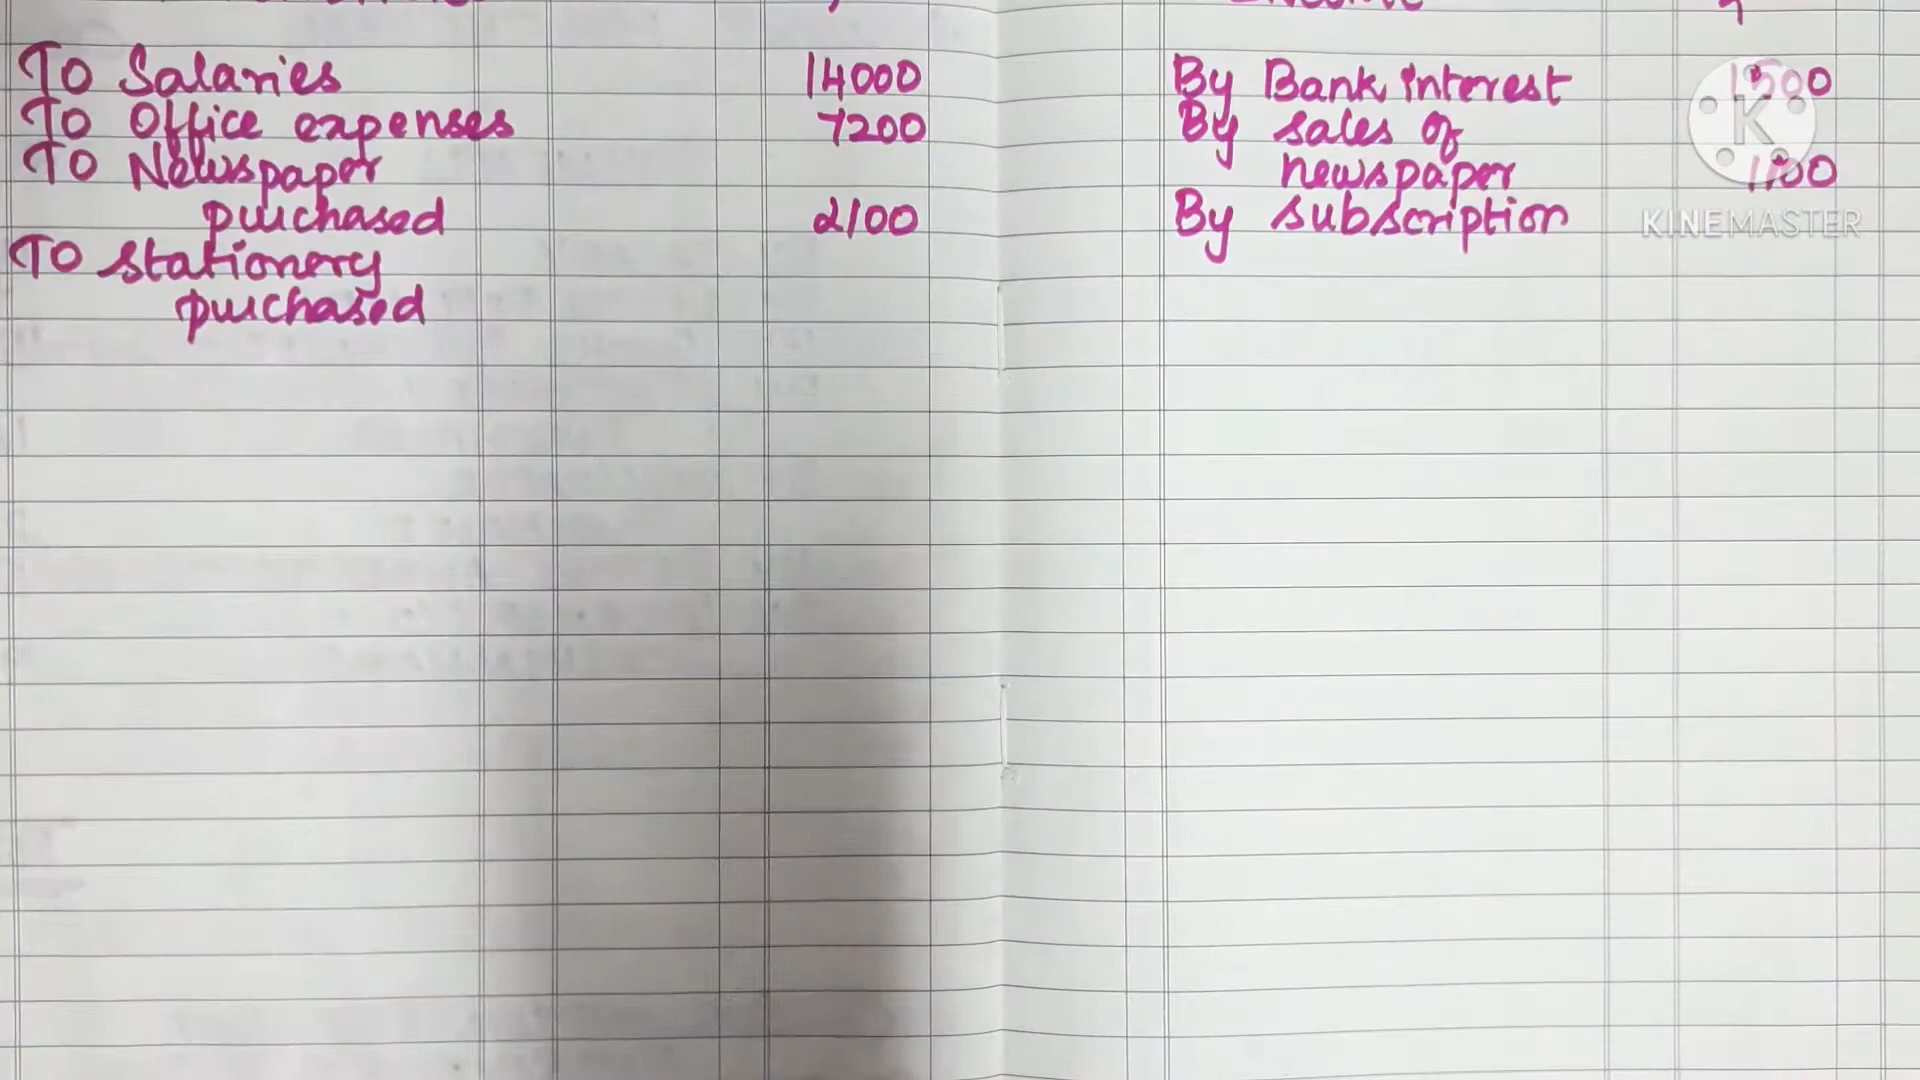 To Salaries 14000
To Office expenses 7200
To Newspaper
purchased 2100
To Stationery
purchased
By Bank interest 1500
By sales of
newspaper 1100
By subscription
KINEMASTER